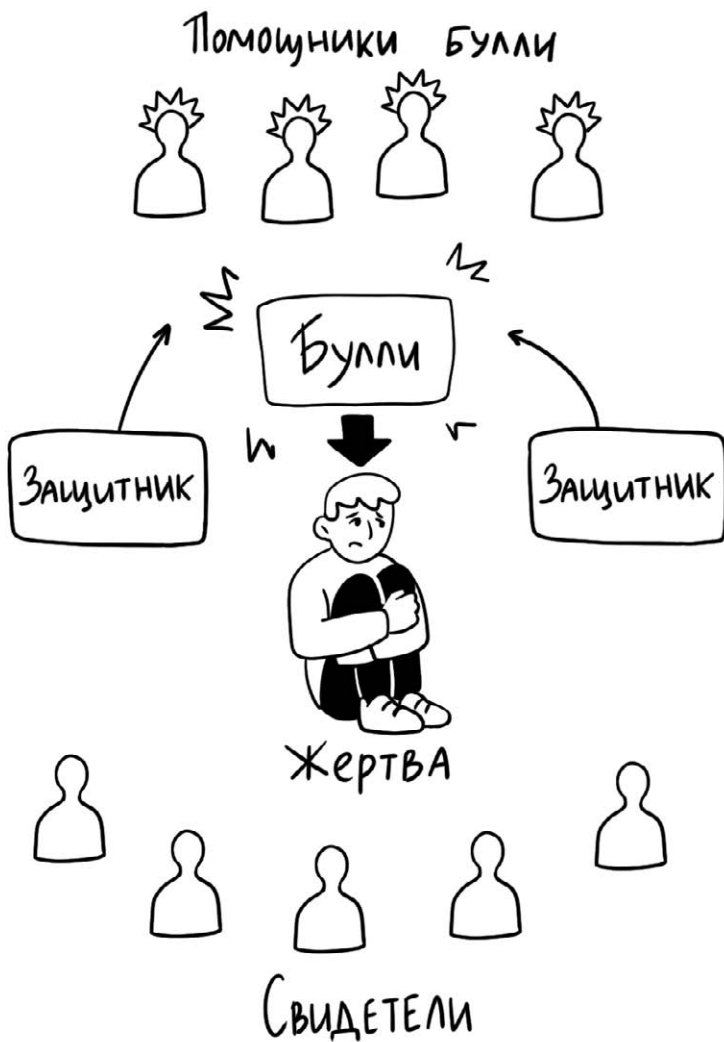 Помощники Булли
Булли
Защитник
Защитник
Жертва
Свидетели